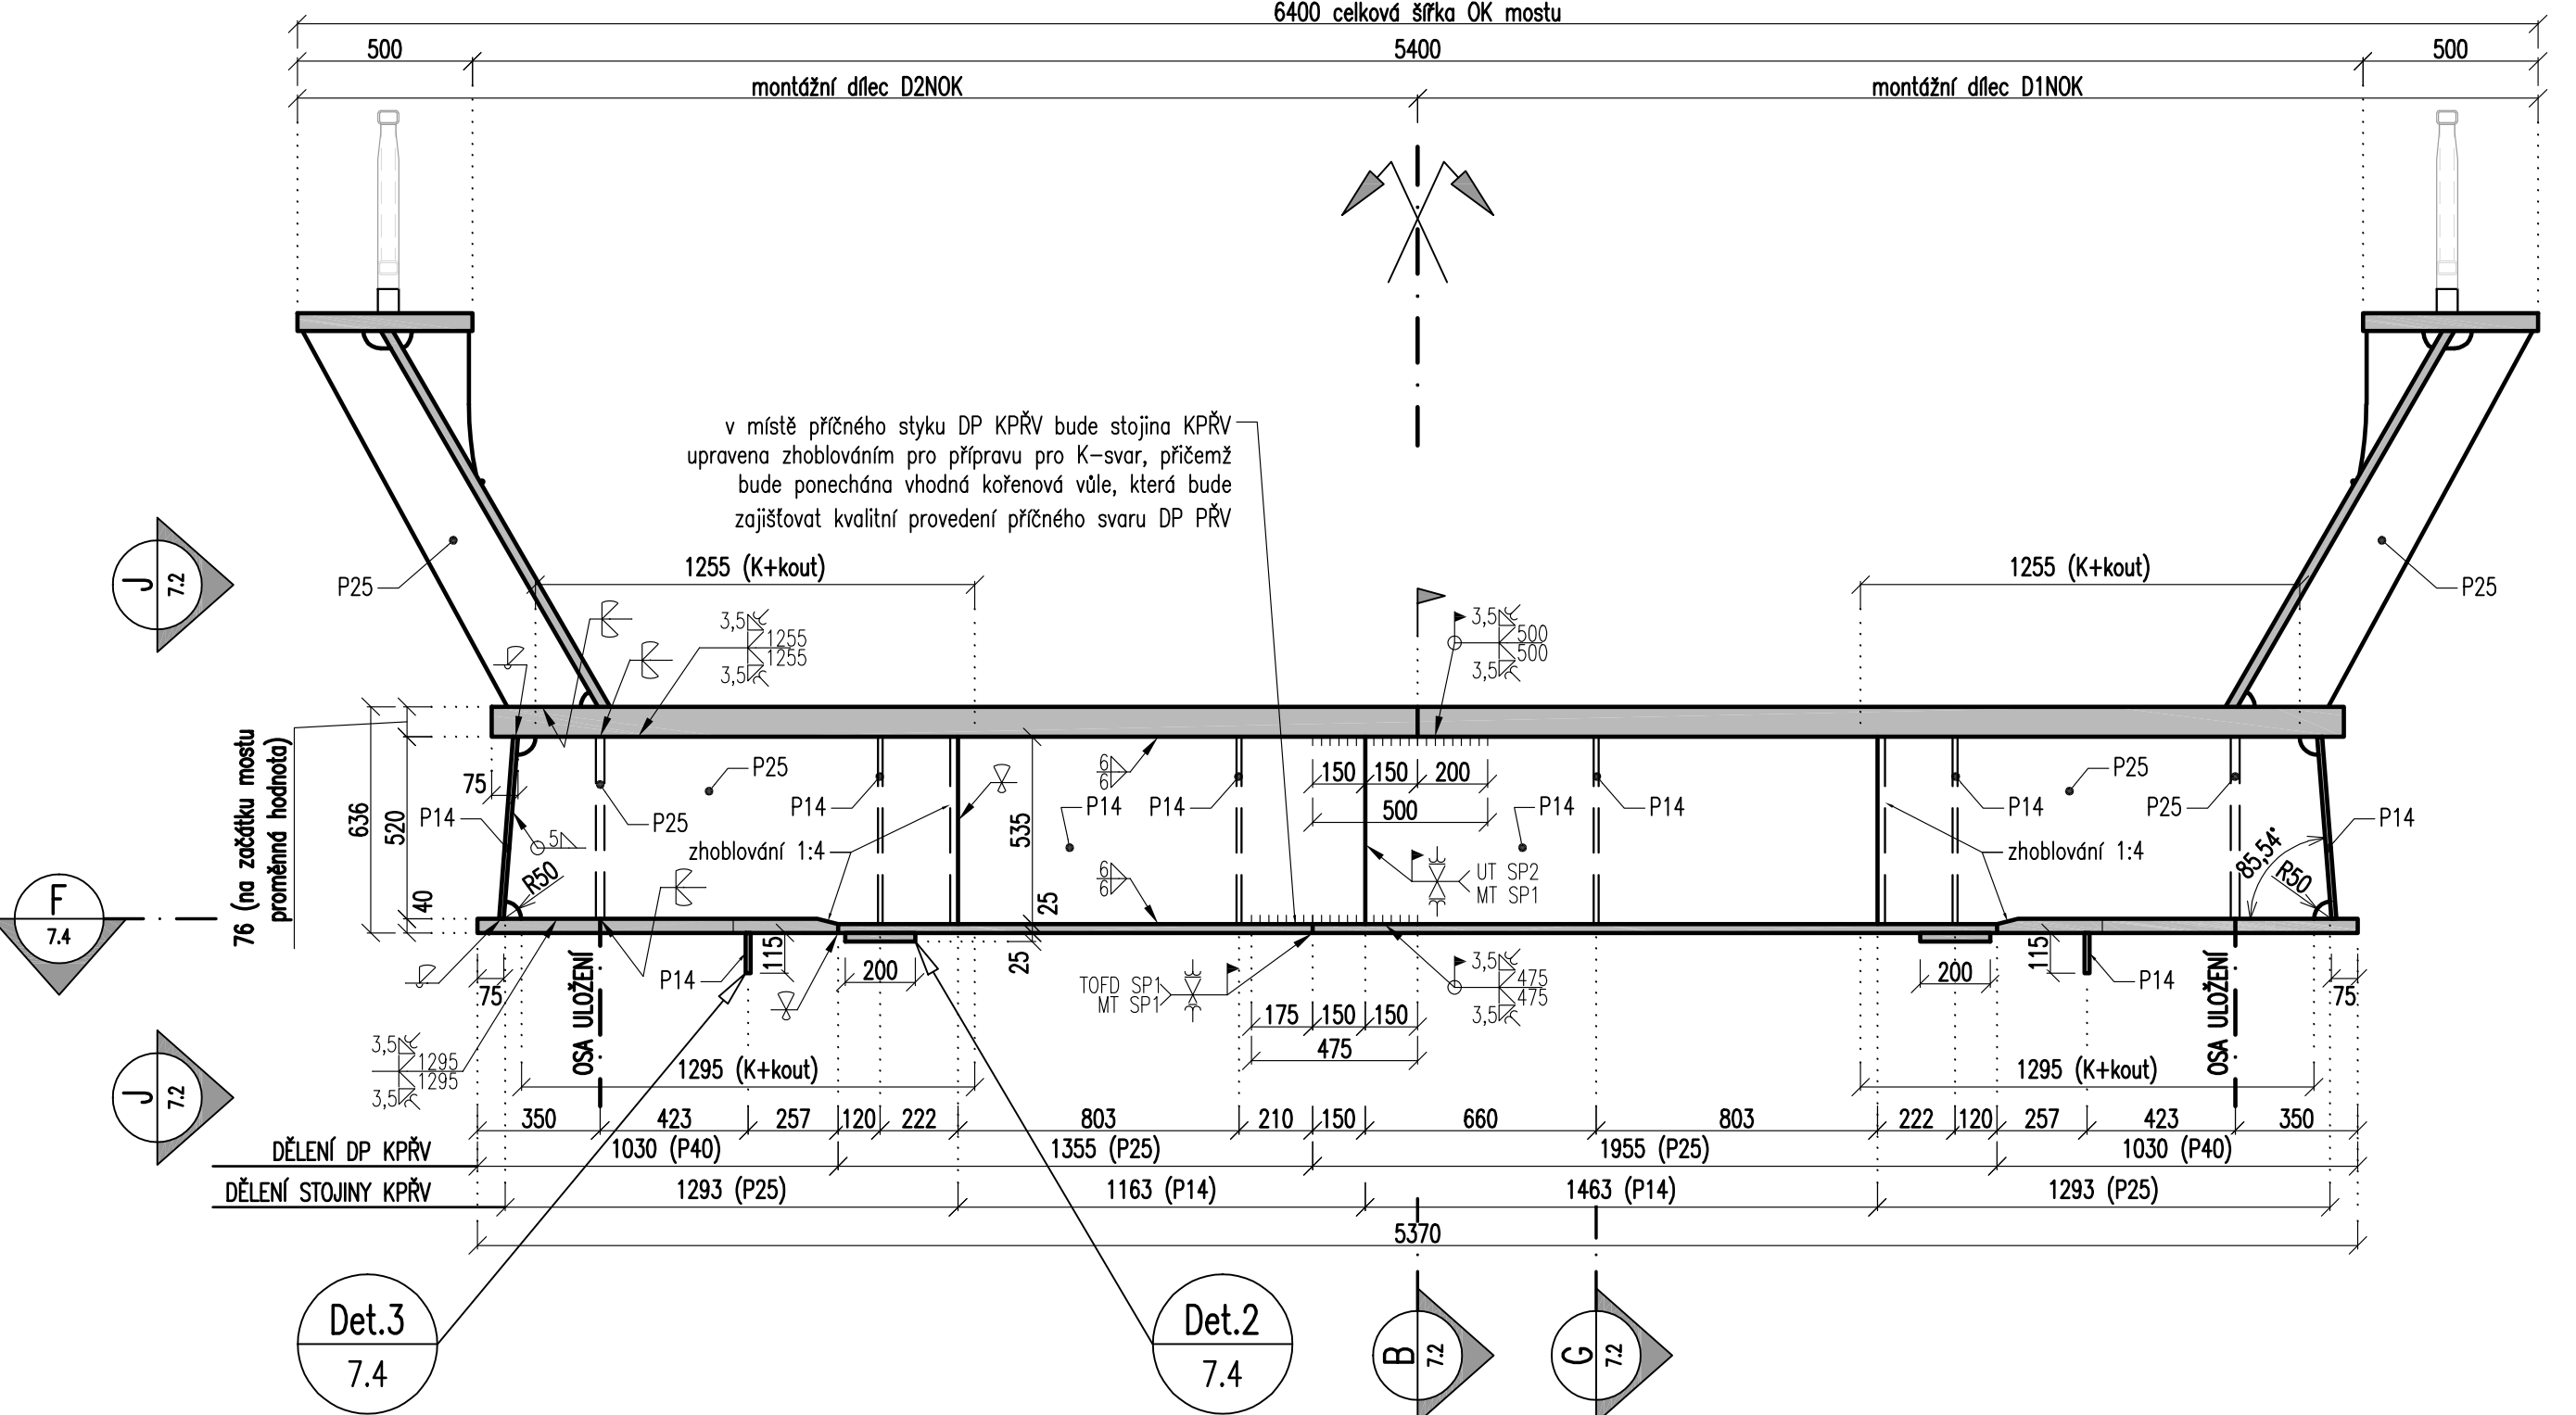 6400 celková šířka OK mostu
500
5400
500
montážní dílec D2NOK
montážní dílec D1NOK
v místě příčného styku DP KPŘV bude stojina KPŘV
upravena zhoblováním pro přípravu pro K-svar, přičemž
bude ponechána vhodná kořenová vůle, která bude
zajišťovat kvalitní provedení příčného svaru DP PŘV
1255 (K+kout)
1255 (K+kout)
J
7.2
P25
P25
3,5
1255
1255
3,5
3,5
500
500
3,5
76 (na začátku mostu
proměnná hodnota)
636
520
40
75
P14
P25
P25
P14
6
6
P14
P14
150
150
200
500
P14
P14
P14
P25
P25
P14
5
R50
zhoblování 1:4
535
25
6
6
UT SP2
MT SP1
zhoblování 1:4
85,54°
R50
F
7.4
75
OSA ULOŽENÍ
P14
115
200
25
TOFD SP1
MT SP1
3,5
475
475
3,5
200
115
P14
OSA ULOŽENÍ
75
175
150
150
475
J
7.2
3,5
1295
1295
3,5
1295 (K+kout)
1295 (K+kout)
350
423
257
120
222
803
210
150
660
803
222
120
257
423
350
DĚLENÍ DP KPŘV
1030 (P40)
1355 (P25)
1955 (P25)
1030 (P40)
DĚLENÍ STOJINY KPŘV
1293 (P25)
1163 (P14)
1463 (P14)
1293 (P25)
5370
Det.3
7.4
Det.2
7.4
B
7.2
G
7.2